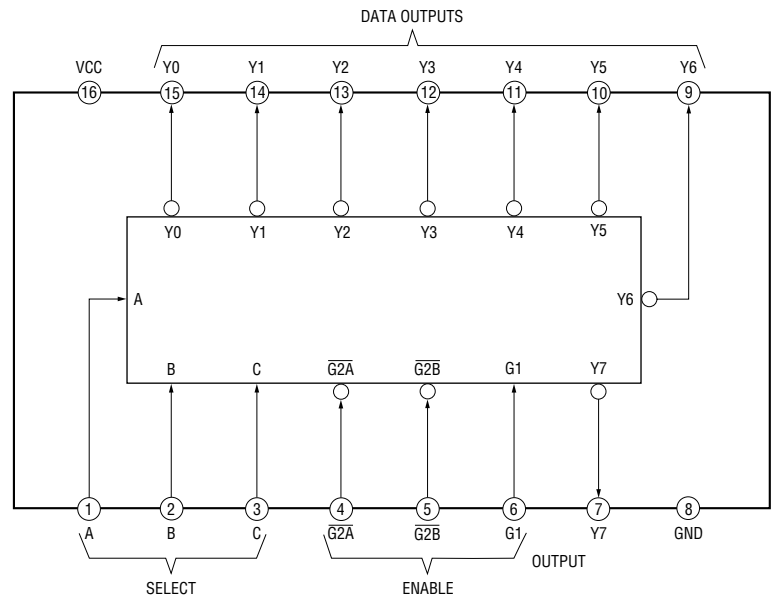 DATA OUTPUTS
VCC Y0 Y1 Y2 Y3 Y4 Y5 Y6
16 15 14 13 12 11 10 9
Y0 Y1 Y2 Y3 Y4 Y5
A Y6
B C G2A G2B G1 Y7
1 2 3 4 5 6 7 8
A B C G2A G2B G1 Y7 GND
OUTPUT
SELECT ENABLE